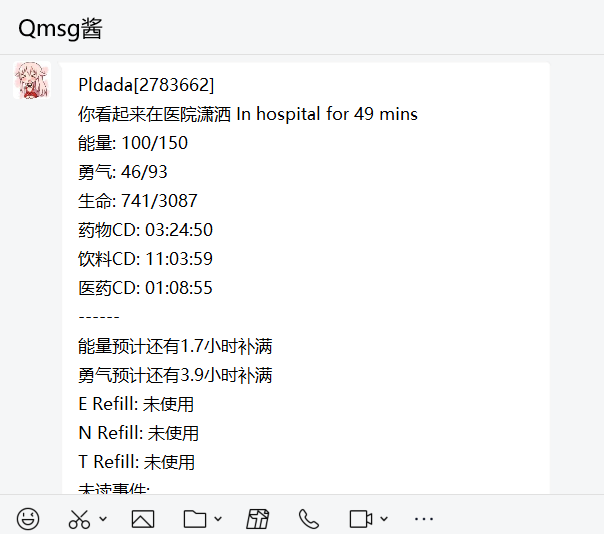 Qmsg酱
Pldada[2783662]
你看起来在医院潇洒 In hospital for 49 mins
能量: 100/150
勇气: 46/93
生命: 741/3087
药物CD: 03:24:50
饮料CD: 11:03:59
医药CD: 01:08:55
------
能量预计还有1.7小时补满
勇气预计还有3.9小时补满
E Refill: 未使用
N Refill: 未使用
T Refill: 未使用
未读事件: